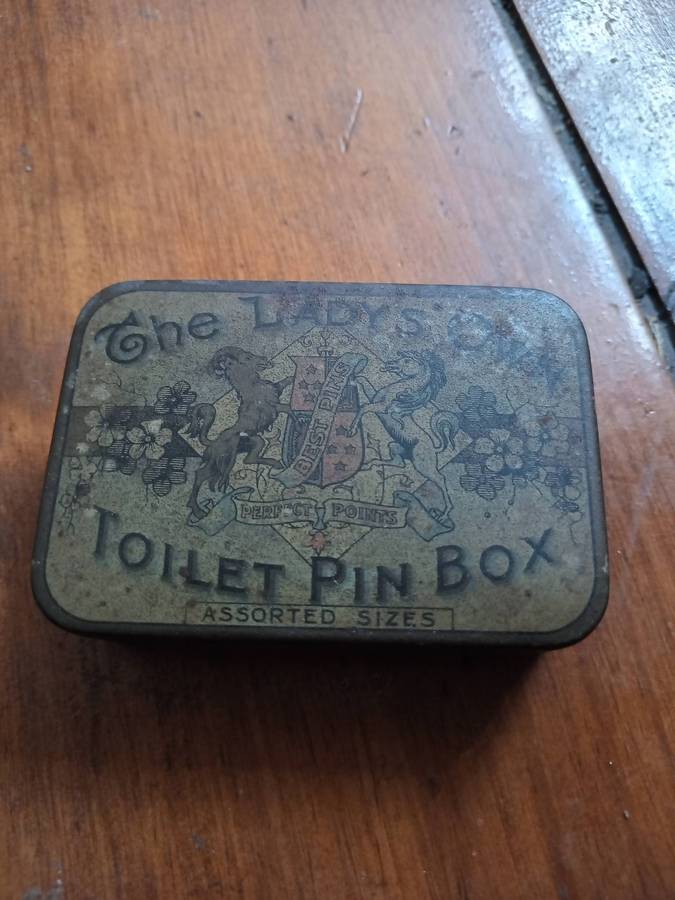 The LADY'S Own
BEST PINS
PERFECT POINTS
TOILET PIN BOX
ASSORTED SIZES